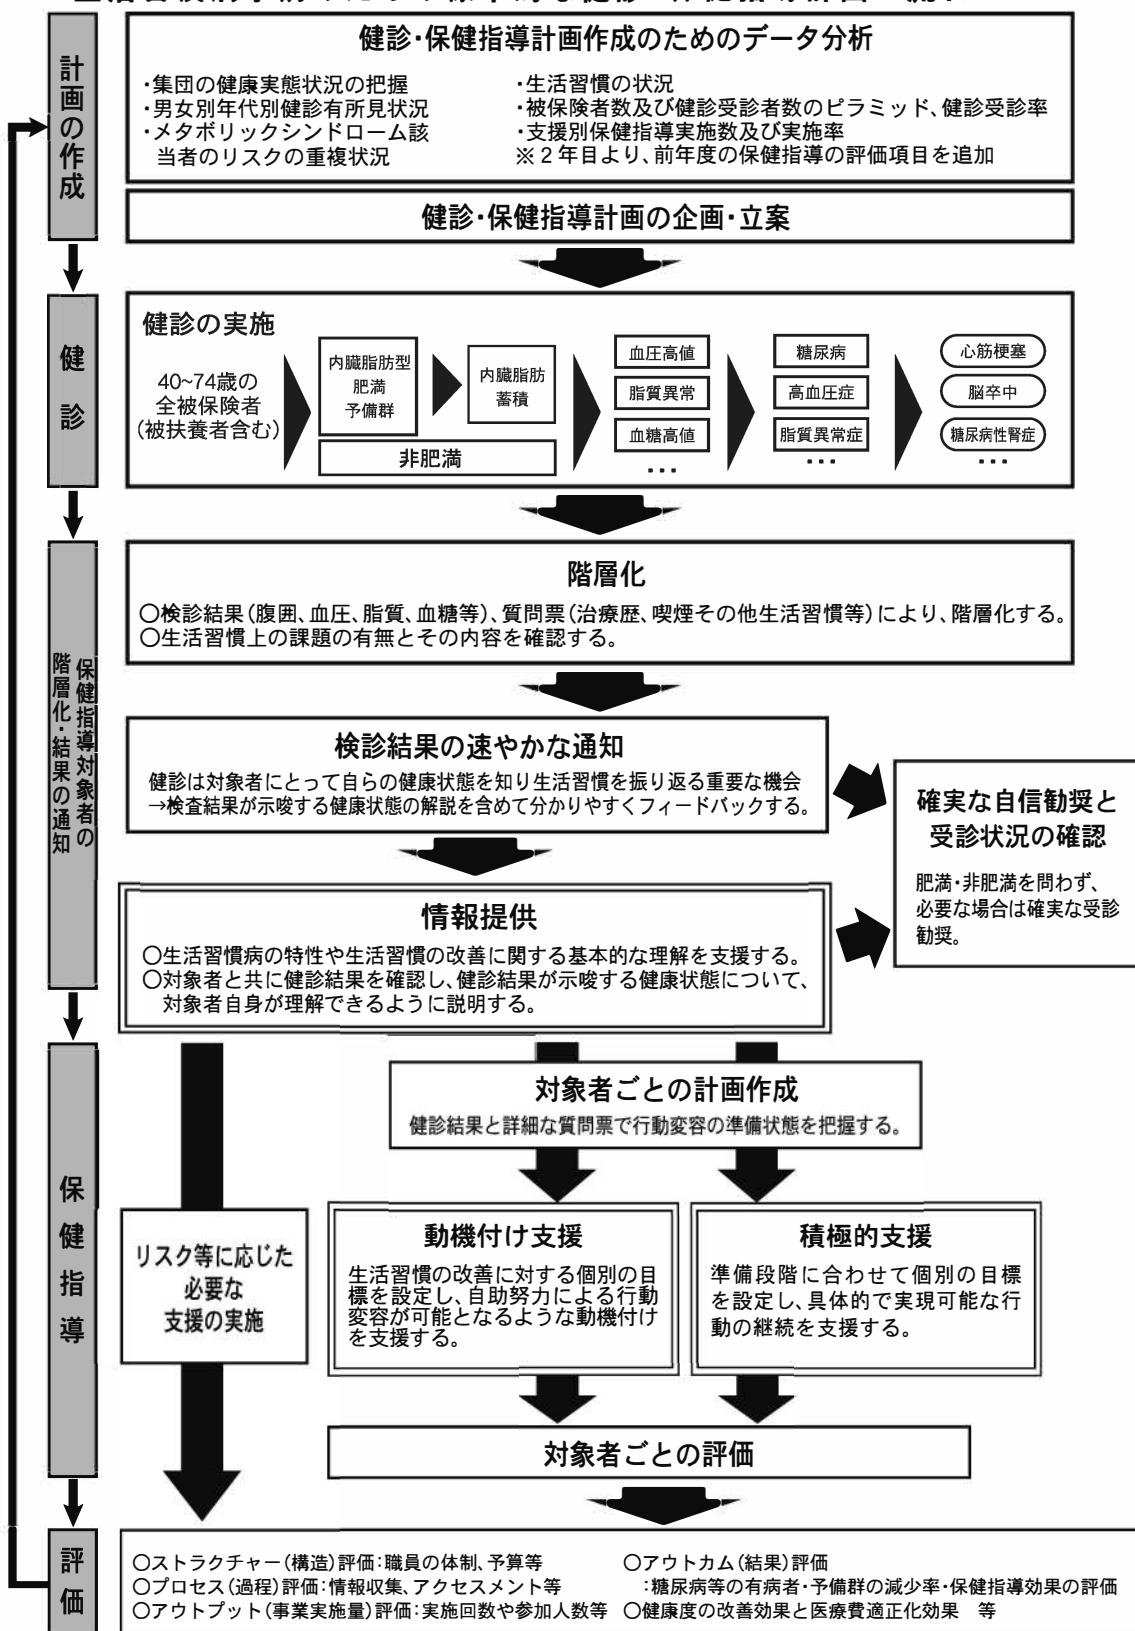 計画の作成
健診・保健指導計画作成のためのデータ分析
・集団の健康実態状況の把握
・男女別年代別健診有所見状況
・メタボリックシンドローム該
当者のリスクの重複状況
・生活習慣の状況
・被保険者数及び健診受診者数のピラミッド、健診受診率
・支援別保健指導実施数及び実施率
※２年目より、前年度の保健指導の評価項目を追加
健診・保健指導計画の企画・立案
健診
健診の実施
40~74歳の
全被保険者
(被扶養者含む)
内臓脂肪型
肥満
予備群
内臓脂肪
蓄積
非肥満
血圧高値
脂質異常
血糖高値
・・・
糖尿病
高血圧症
脂質異常症
・・・
心筋梗塞
脳卒中
糖尿病性腎症
・・・
保健指導対象者の
階層化・結果の通知
階層化
〇検診結果(腹囲、血圧、脂質、血糖等)、質問票(治療歴、喫煙その他生活習慣等)により、階層化する。
〇生活習慣上の課題の有無とその内容を確認する。
検診結果の速やかな通知
健診は対象者にとって自らの健康状態を知り生活習慣を振り返る重要な機会
→検査結果が示唆する健康状態の解説を含めて分かりやすくフィードバックする。
確実な自信勧奨と
受診状況の確認
肥満・非肥満を問わず、
必要な場合は確実な受診
勧奨。
情報提供
〇生活習慣病の特性や生活習慣の改善に関する基本的な理解を支援する。
〇対象者と共に健診結果を確認し、健診結果が示唆する健康状態について、
対象者自身が理解できるように説明する。
保健指導
対象者ごとの計画作成
健診結果と詳細な質問票で行動変容の準備状態を把握する。
リスク等に応じた
必要な
支援の実施
動機付け支援
生活習慣の改善に対する個別の目
標を設定し、自助努力による行動
変容が可能となるような動機付け
を支援する。
積極的支援
準備段階に合わせて個別の目標
を設定し、具体的で実現可能な行
動の継続を支援する。
対象者ごとの評価
評価
〇ストラクチャー(構造)評価:職員の体制、予算等
〇プロセス(過程)評価:情報収集、アクセスメント等
〇アウトプット(事業実施量)評価:実施回数や参加人数等
〇アウトカム(結果)評価
:糖尿病等の有病者・予備群の減少率・保健指導効果の評価
〇健康度の改善効果と医療費適正化効果　等